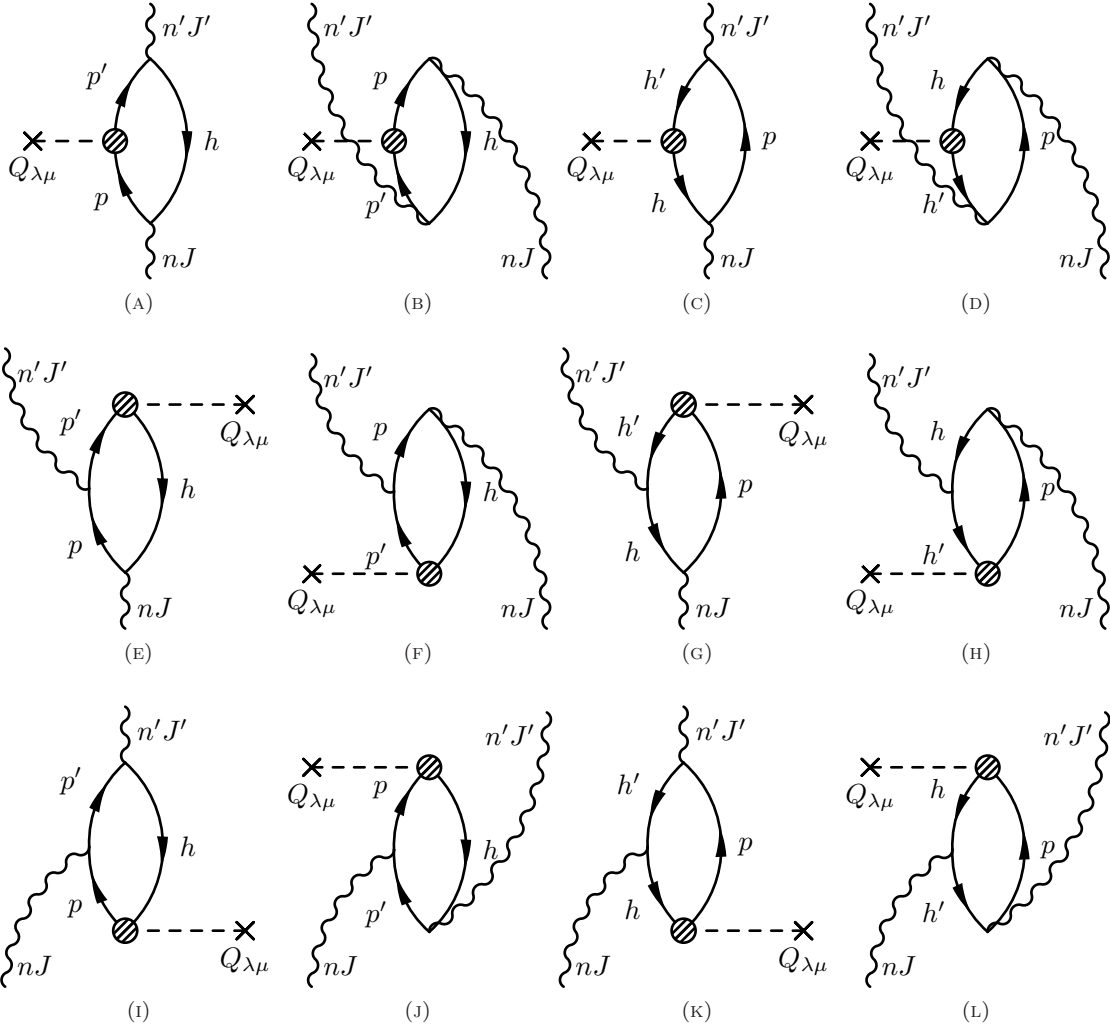 n′J′ n′J′ n′J′ n′J′
p′ p h′ h
h h p p
Q_{λμ} Q_{λμ} Q_{λμ} Q_{λμ}
p p′ h h′
nJ nJ nJ nJ
(A) (B) (C) (D)
n′J′ n′J′ n′J′ n′J′
p′ Q_{λμ} p h′ Q_{λμ} h
h h p p
p p′ h h′
Q_{λμ} Q_{λμ}
nJ nJ nJ nJ
(E) (F) (G) (H)
n′J′ n′J′ n′J′ n′J′
p′ Q_{λμ} p h′ Q_{λμ} h
h h p p
p p′ h h′
nJ Q_{λμ} nJ nJ Q_{λμ} nJ
(I) (J) (K) (L)